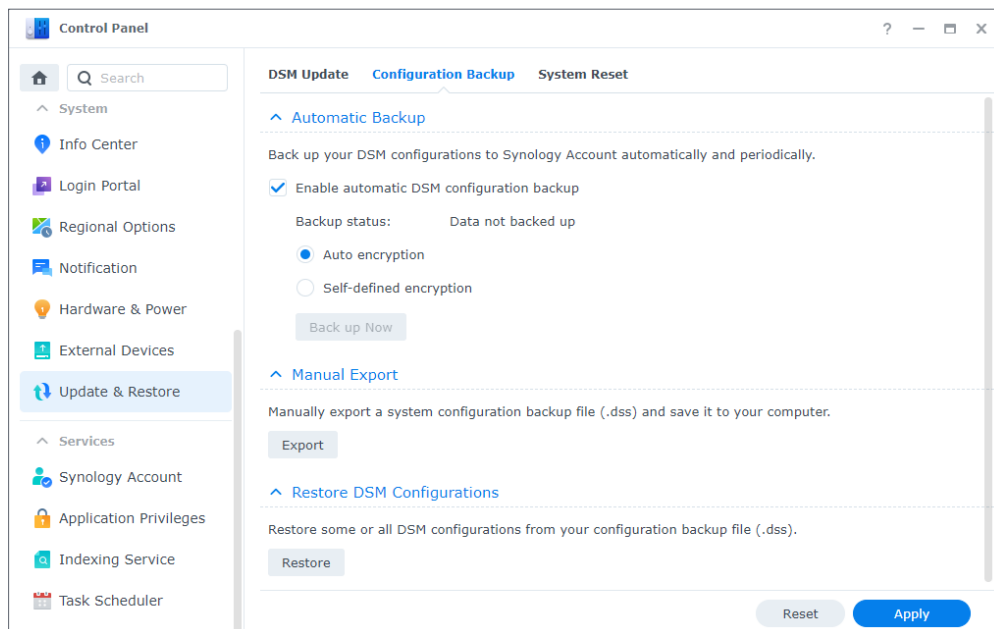 Control Panel
?
Search
System
Info Center
Login Portal
Regional Options
Notification
Hardware & Power
External Devices
Update & Restore
Services
Synology Account
Application Privileges
Indexing Service
Task Scheduler
DSM Update Configuration Backup System Reset
Automatic Backup
Back up your DSM configurations to Synology Account automatically and periodically.
Enable automatic DSM configuration backup
Backup status: Data not backed up
Auto encryption
Self-defined encryption
Back up Now
Manual Export
Manually export a system configuration backup file (.dss) and save it to your computer.
Export
Restore DSM Configurations
Restore some or all DSM configurations from your configuration backup file (.dss).
Restore
Reset Apply